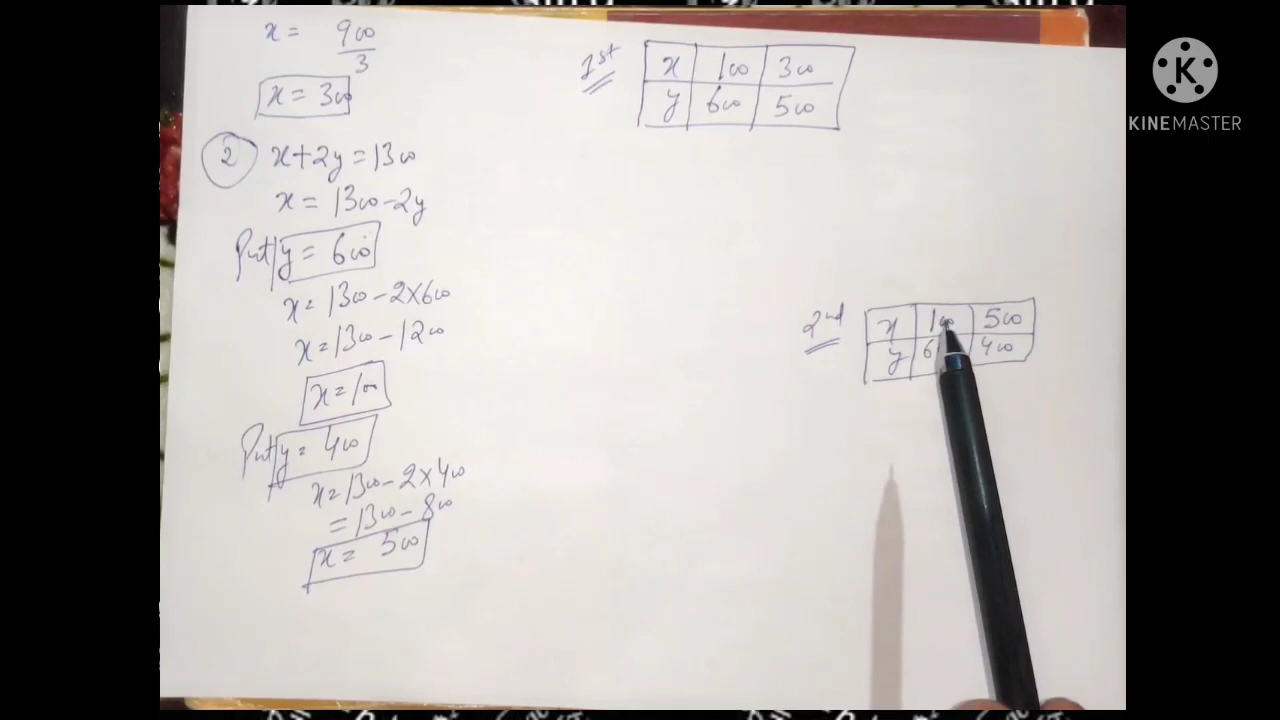 x = 900
3
x = 300
2 x + 2y = 1300
x = 1300 - 2y
Put y = 600
x = 1300 - 2×600
x = 1300 - 1200
x = 100
Put y = 400
x = 1300 - 2×400
= 1300 - 800
x = 500
1st
x 100 300
y 600 500
2nd
x 100 500
y 6 400
K
KINEMASTER